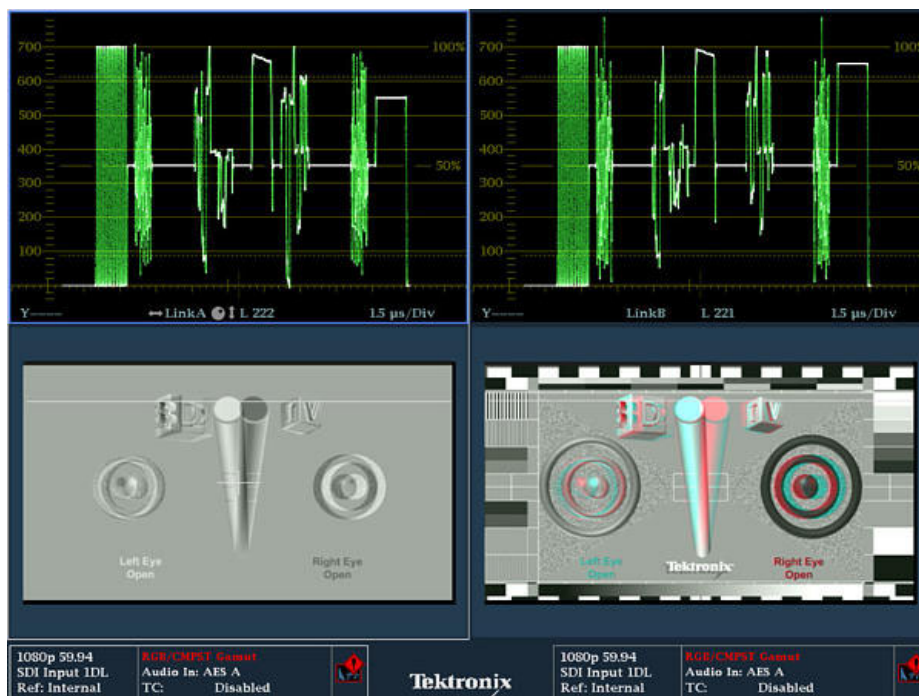 700
600
500
400
300
200
100
100%
50%
Y---- LinkA L 222 1.5 µs/Div
700
600
500
400
300
200
100
100%
50%
Y---- LinkB L 221 1.5 µs/Div
3D TV
Left Eye
Open
Right Eye
Open
3D TV
Left Eye
Open
Tektronix
Right Eye
Open
1080p 59.94
SDI Input 1DL
Ref: Internal
RGB/CMPST Gamut
Audio In: AES A
TC: Disabled
Tektronix
1080p 59.94
SDI Input 1DL
Ref: Internal
RGB/CMPST Gamut
Audio In: AES A
TC: Disabled